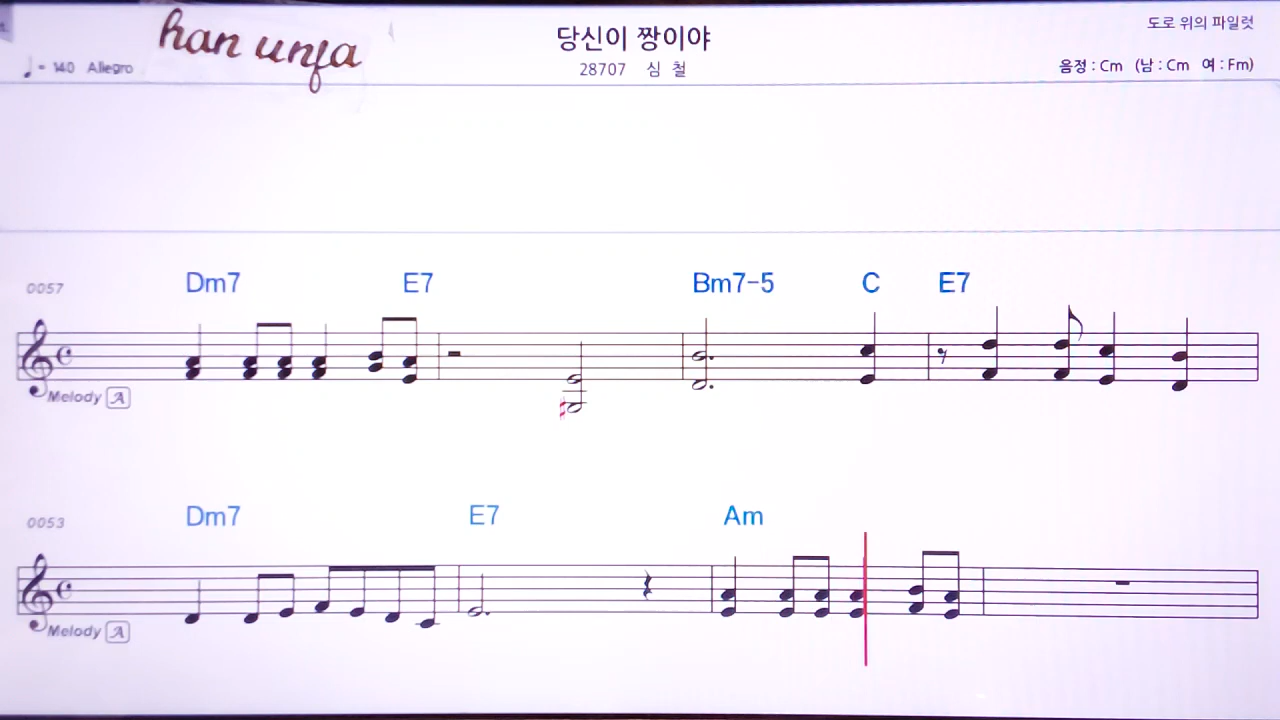 han unfa
당신이 짱이야
도로 위의 파일럿
♩= 140 Allegro
28707 심 철
음정 : Cm (남 : Cm 여 : Fm)
0057 Dm7 E7 Bm7-5 C E7
Melody A
0053 Dm7 E7 Am
Melody A